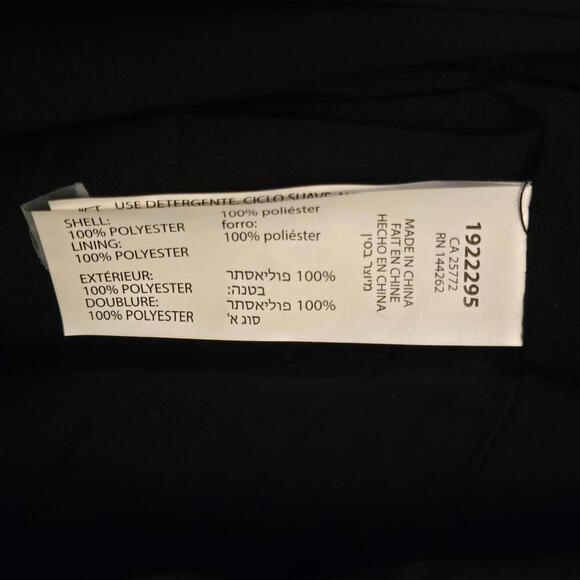 USE DETERGENTE. CICLO SUAVE.
SHELL:
100% POLYESTER
LINING:
100% POLYESTER
EXTÉRIEUR:
100% POLYESTER
DOUBLURE:
100% POLYESTER
100% poliéster
forro:
100% poliéster
100% פוליאסתר
בטנה:
100% פוליאסתר
סוג א'
MADE IN CHINA
FAIT EN CHINE
HECHO EN CHINA
מיוצר בסין
1922295
CA 25772
RN 144262